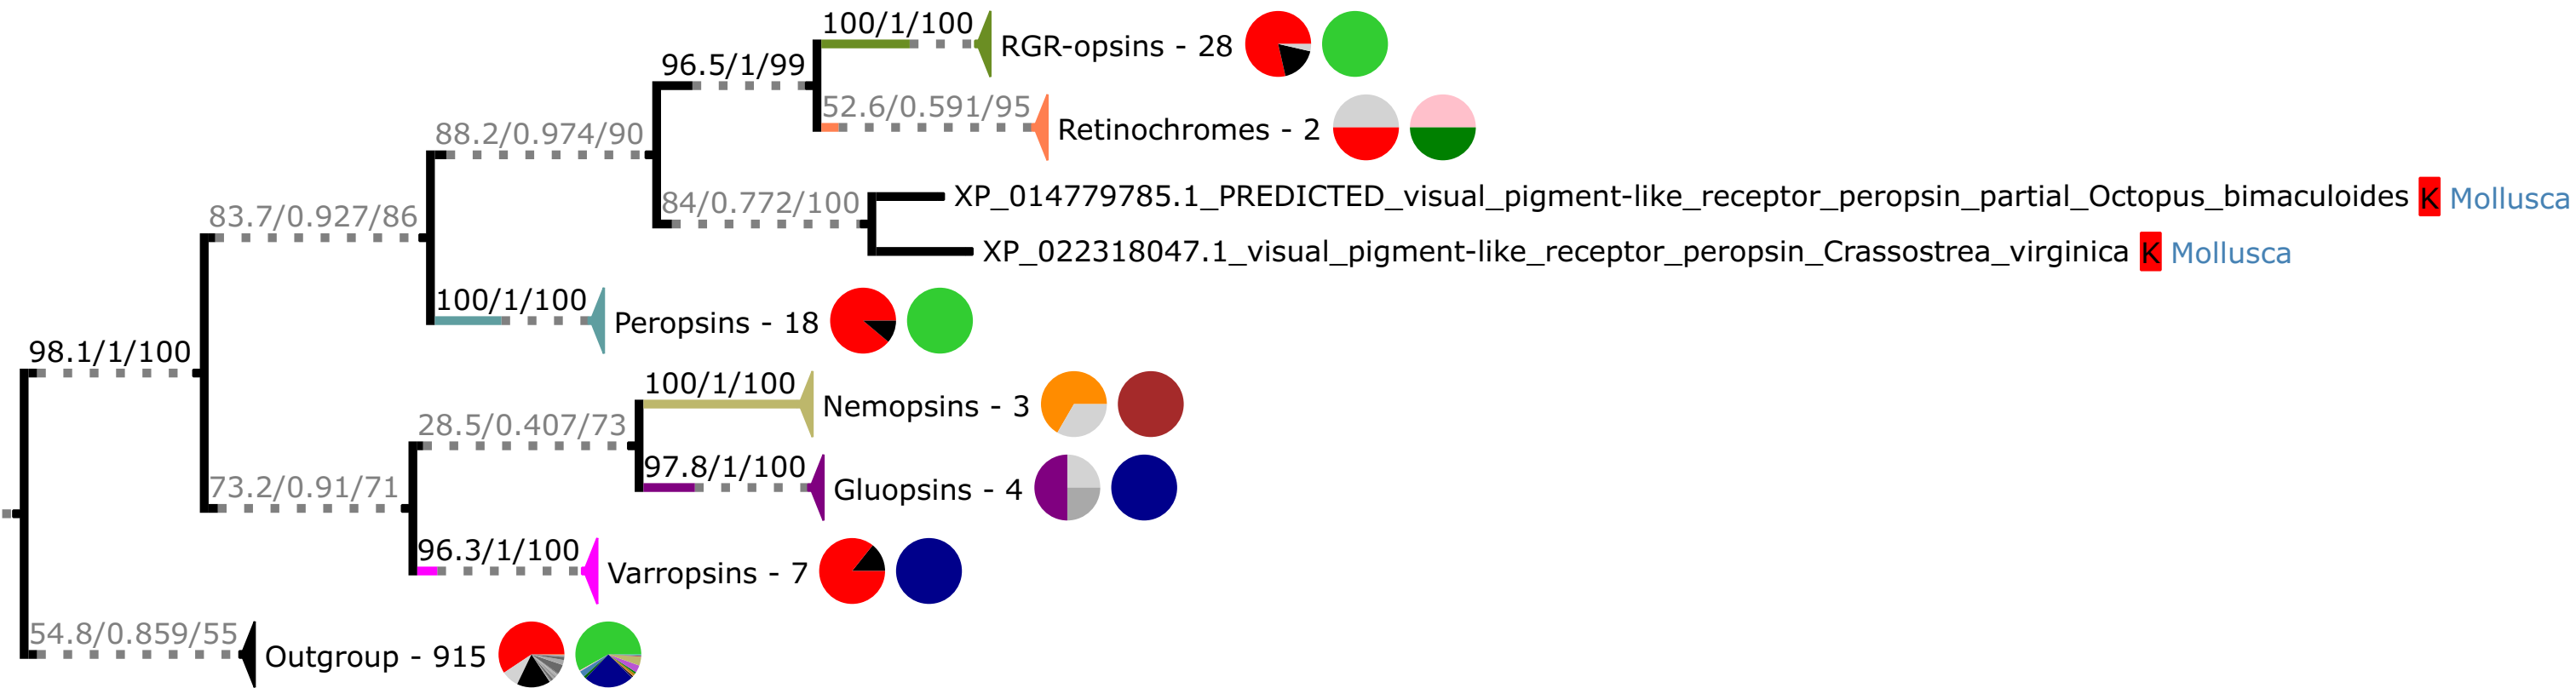 100/1/100
RGR-opsins - 28
96.5/1/99
52.6/0.591/95
Retinochromes - 2
88.2/0.974/90
84/0.772/100
XP_014779785.1_PREDICTED_visual_pigment-like_receptor_peropsin_partial_Octopus_bimaculoides K Mollusca
83.7/0.927/86
XP_022318047.1_visual_pigment-like_receptor_peropsin_Crassostrea_virginica K Mollusca
100/1/100
Peropsins - 18
98.1/1/100
100/1/100
Nemopsins - 3
28.5/0.407/73
97.8/1/100
Gluopsins - 4
73.2/0.91/71
96.3/1/100
Varropsins - 7
54.8/0.859/55
Outgroup - 915